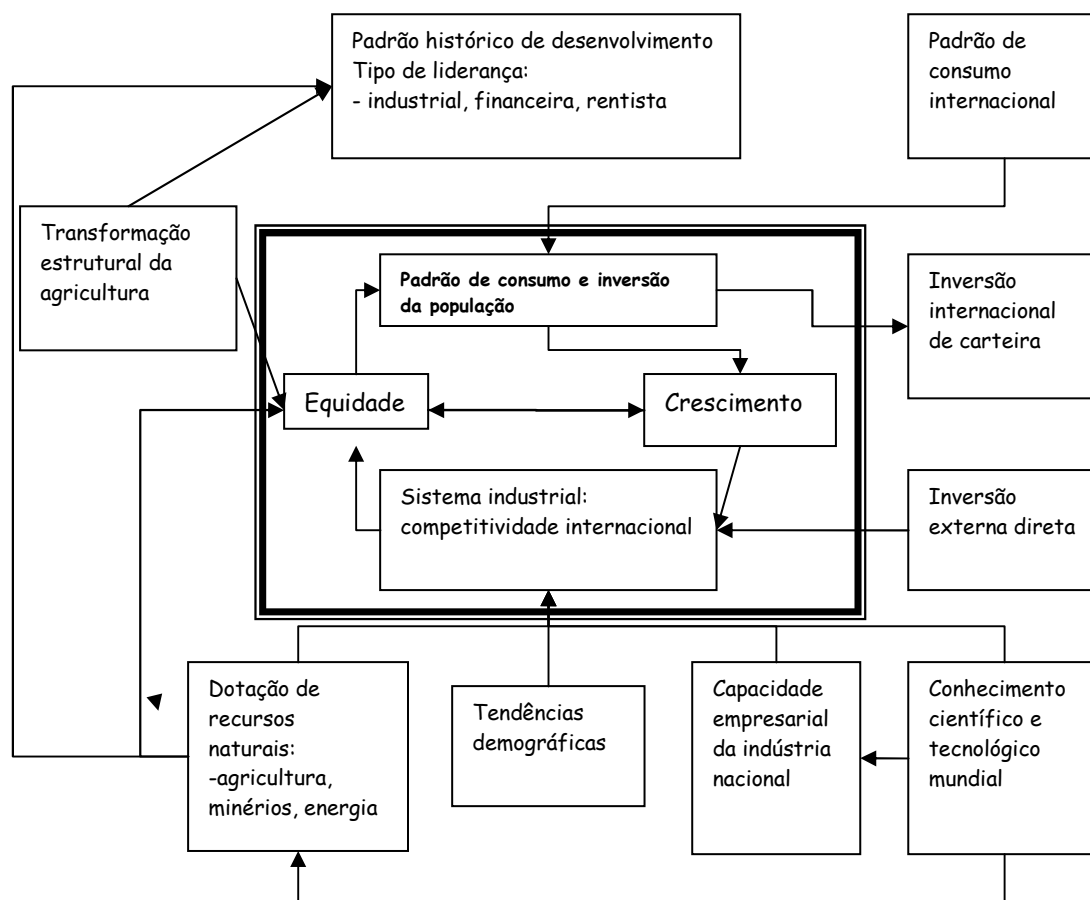 Padrão histórico de desenvolvimento
Tipo de liderança:
- industrial, financeira, rentista
Padrão de
consumo
internacional
Transformação
estrutural da
agricultura
Padrão de consumo e inversão
da população
Inversão
internacional
de carteira
Equidade
Crescimento
Sistema industrial:
competitividade internacional
Inversão
externa direta
Dotação de
recursos
naturais:
-agricultura,
minérios, energia
Tendências
demográficas
Capacidade
empresarial
da indústria
nacional
Conhecimento
científico e
tecnológico
mundial